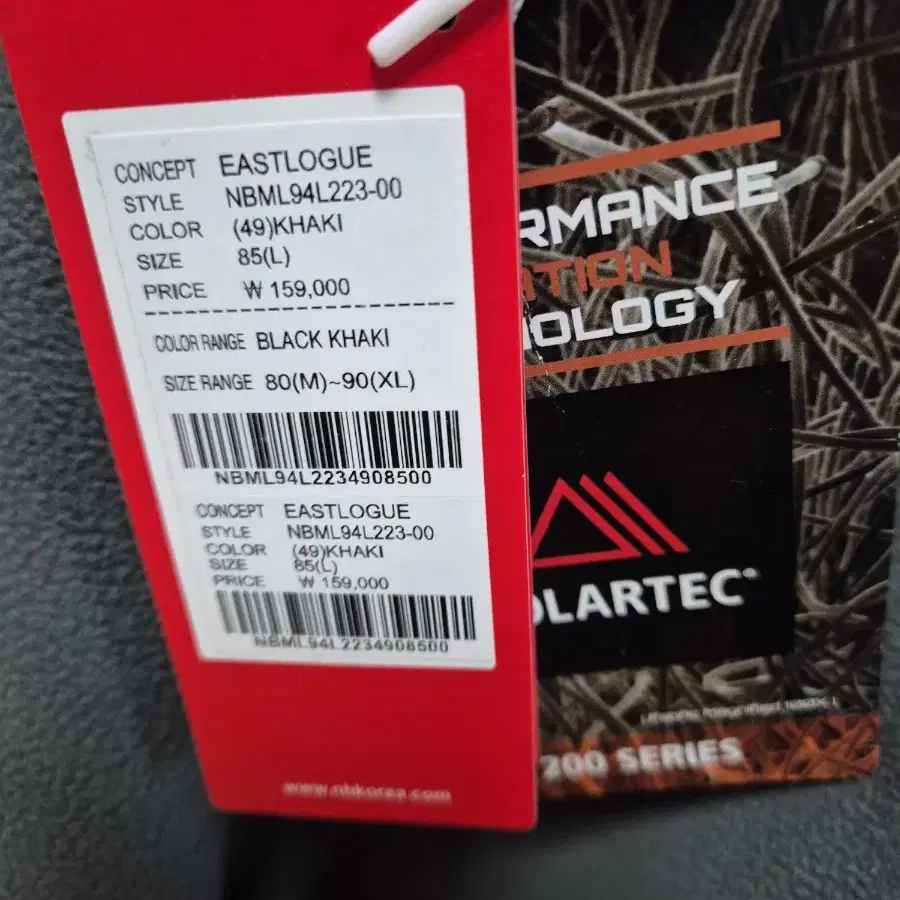 CONCEPT EASTLOGUE
STYLE NBML94L223-00
COLOR (49)KHAKI
SIZE 85(L)
PRICE ₩ 159,000
COLOR RANGE BLACK KHAKI
SIZE RANGE 80(M)~90(XL)
NBML94L2234908500
CONCEPT EASTLOGUE
STYLE NBML94L223-00
COLOR (49)KHAKI
SIZE 85(L)
PRICE ₩ 159,000
NBML94L2234908500
www.nbkorea.com
RMANCE
ITION
NOLOGY
OLARTEC
200 SERIES